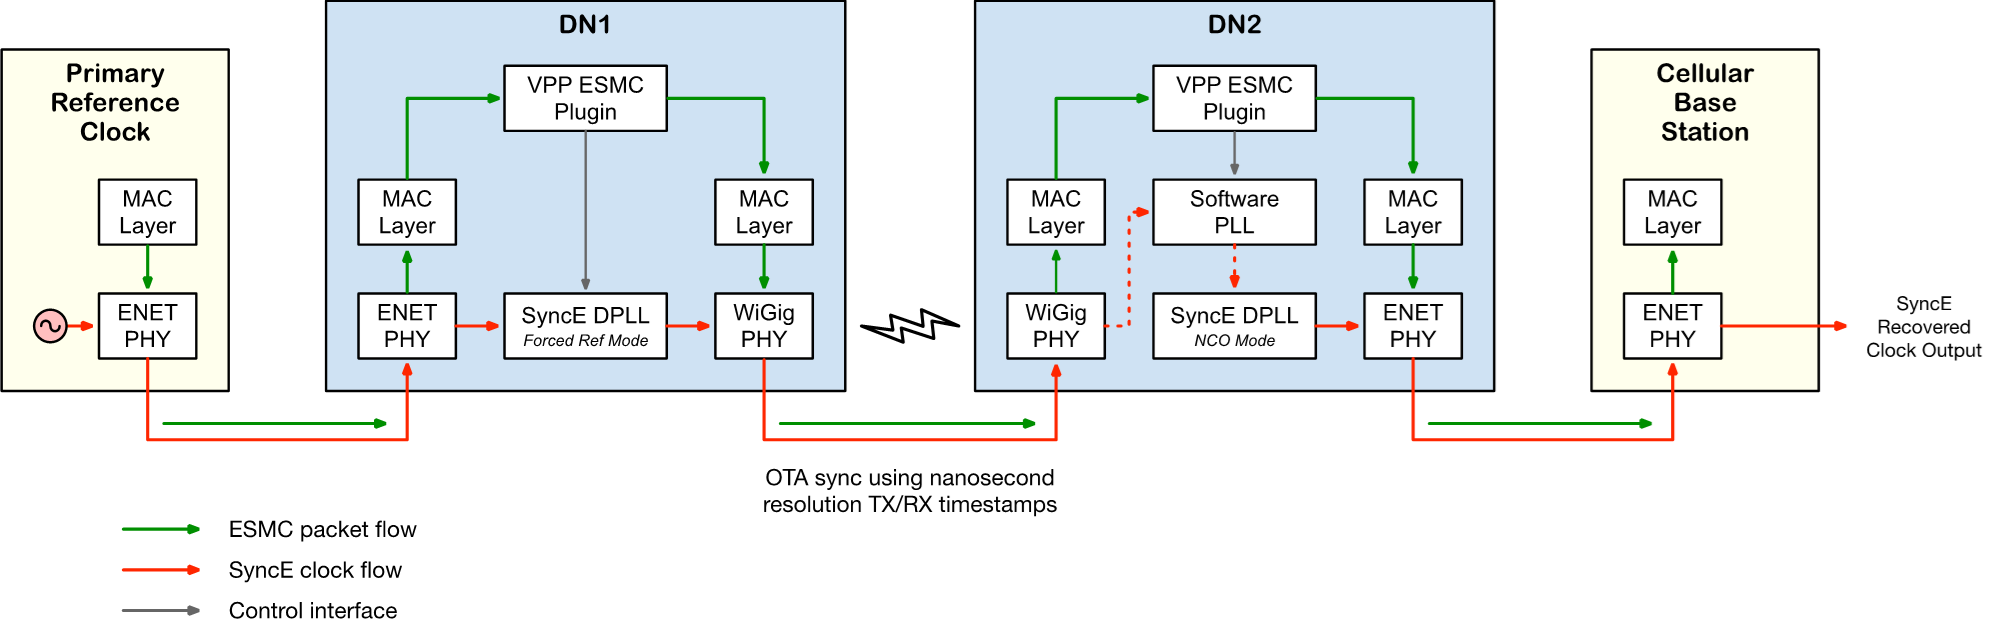 Primary
Reference
Clock
MAC
Layer
ENET
PHY
DN1
VPP ESMC
Plugin
MAC
Layer
MAC
Layer
ENET
PHY
SyncE DPLL
Forced Ref Mode
WiGig
PHY
DN2
VPP ESMC
Plugin
MAC
Layer
Software
PLL
MAC
Layer
WiGig
PHY
SyncE DPLL
NCO Mode
ENET
PHY
Cellular
Base
Station
MAC
Layer
ENET
PHY
SyncE
Recovered
Clock Output
OTA sync using nanosecond
resolution TX/RX timestamps
ESMC packet flow
SyncE clock flow
Control interface